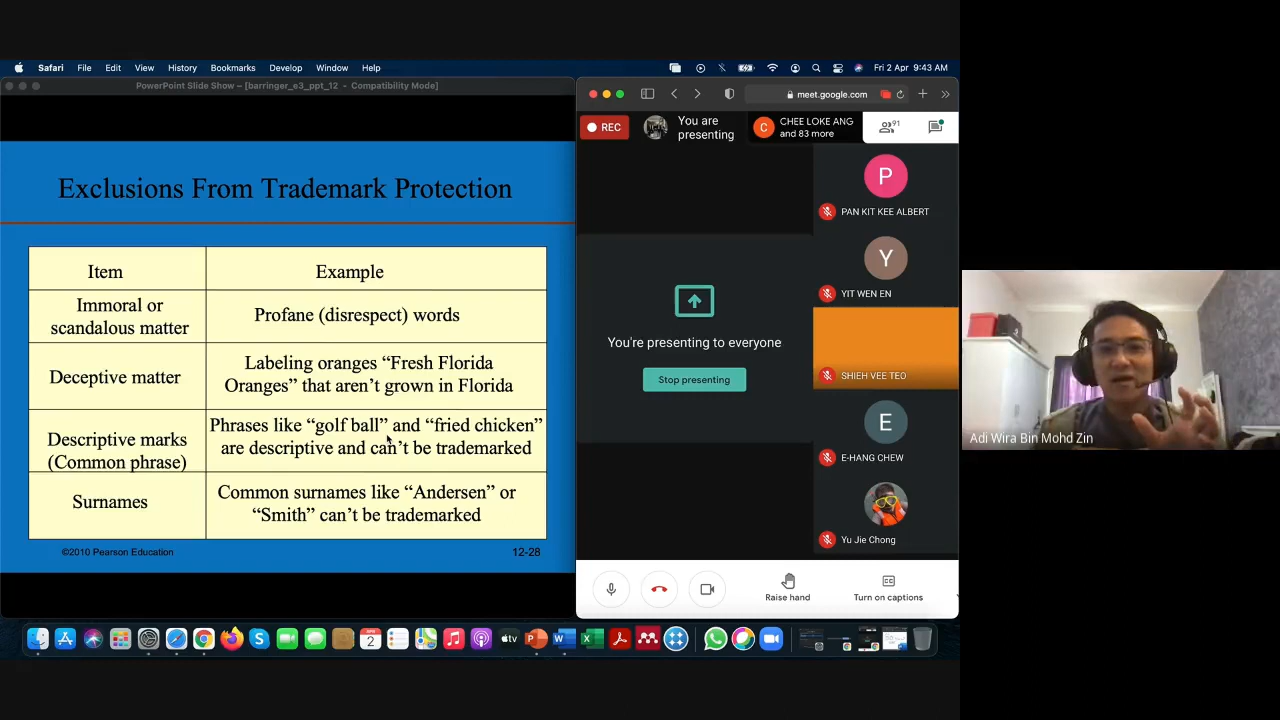 Safari File Edit View History Bookmarks Develop Window Help
Fri 2 Apr 9:43 AM
PowerPoint Slide Show – [barringer_e3_ppt_12 - Compatibility Mode]
Exclusions From Trademark Protection
Item
Example
Immoral or
scandalous matter
Profane (disrespect) words
Deceptive matter
Labeling oranges “Fresh Florida
Oranges” that aren’t grown in Florida
Descriptive marks
(Common phrase)
Phrases like “golf ball” and “fried chicken”
are descriptive and can’t be trademarked
Surnames
Common surnames like “Andersen” or
“Smith” can’t be trademarked
©2010 Pearson Education
12-28
meet.google.com
REC
You are
presenting
C
CHEE LOKE ANG
and 83 more
91
P
PAN KIT KEE ALBERT
Y
YIT WEN EN
SHIEH VEE TEO
E
E-HANG CHEW
Yu Jie Chong
You're presenting to everyone
Stop presenting
Raise hand
CC
Turn on captions
APR
2
tv
Adi Wira Bin Mohd Zin